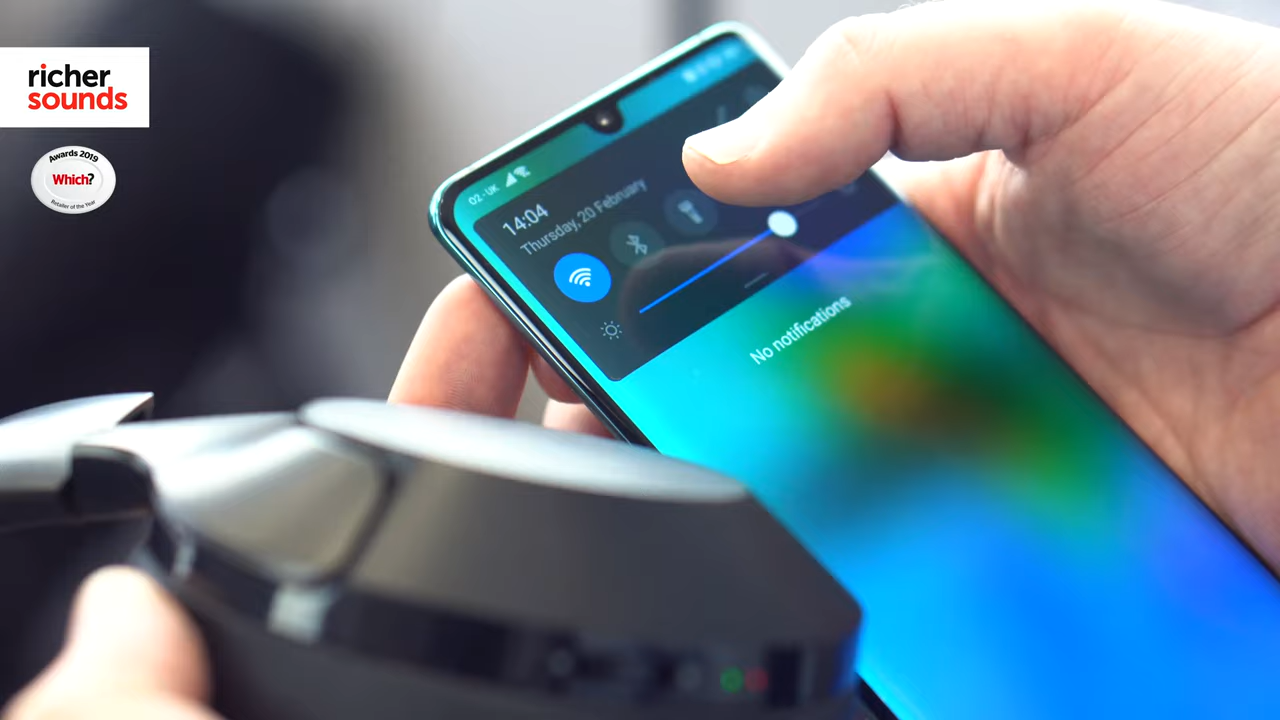 richer
sounds
Awards 2019
Which?
Retailer of the Year
O2-UK
14:04
Thursday, 20 February
No notifications